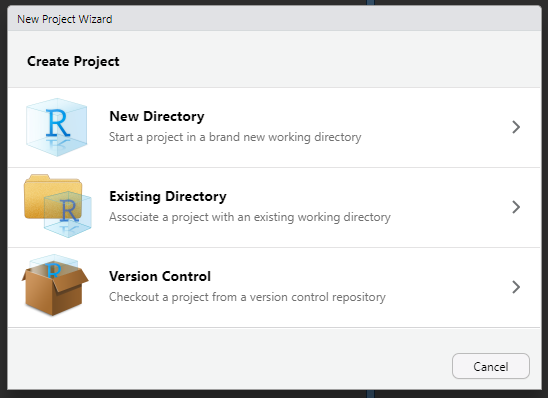 New Project Wizard
Create Project
R
New Directory
Start a project in a brand new working directory
R
Existing Directory
Associate a project with an existing working directory
R
Version Control
Checkout a project from a version control repository
Cancel